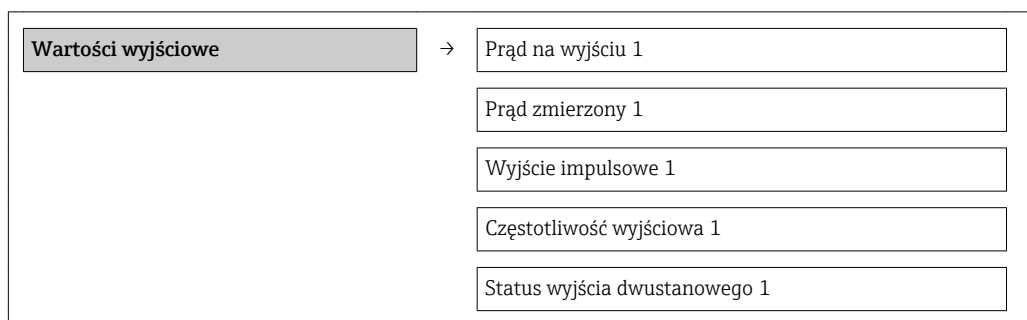 Wartości wyjściowe → Prąd na wyjściu 1
Prąd zmierzony 1
Wyjście impulsowe 1
Częstotliwość wyjściowa 1
Status wyjścia dwustanowego 1